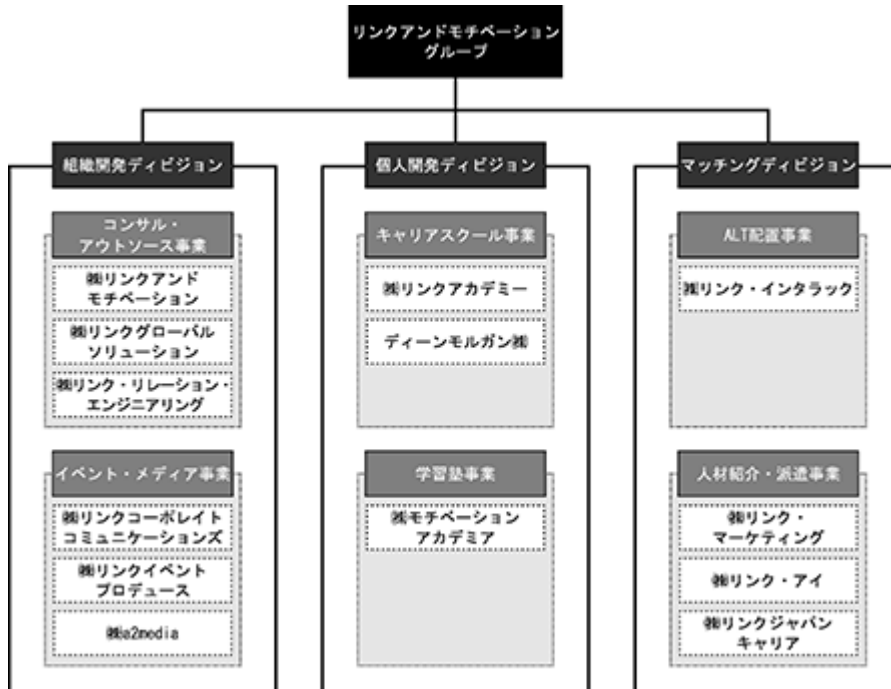 リンクアンドモチベーション
グループ
組織開発ディビジョン
コンサル・
アウトソース事業
㈱リンクアンド
モチベーション
㈱リンクグローバル
ソリューション
㈱リンク・リレーション・
エンジニアリング
イベント・メディア事業
㈱リンクコーポレイト
コミュニケーションズ
㈱リンクイベント
プロデュース
㈱a2media
個人開発ディビジョン
キャリアスクール事業
㈱リンクアカデミー
ディーンモルガン㈱
学習塾事業
㈱モチベーション
アカデミア
マッチングディビジョン
ALT配置事業
㈱リンク・インタラック
人材紹介・派遣事業
㈱リンク・
マーケティング
㈱リンク・アイ
㈱リンクジャパン
キャリア